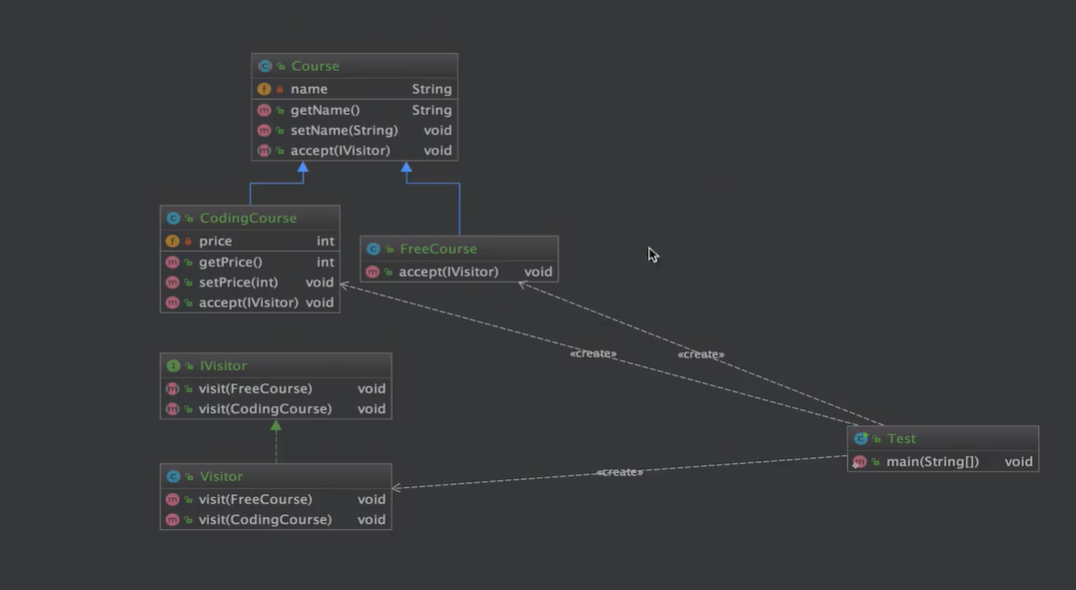 Course
name String
getName() String
setName(String) void
accept(IVisitor) void
CodingCourse
price int
getPrice() int
setPrice(int) void
accept(IVisitor) void
FreeCourse
accept(IVisitor) void
«create»
«create»
IVisitor
visit(FreeCourse) void
visit(CodingCourse) void
Test
main(String[]) void
«create»
Visitor
visit(FreeCourse) void
visit(CodingCourse) void